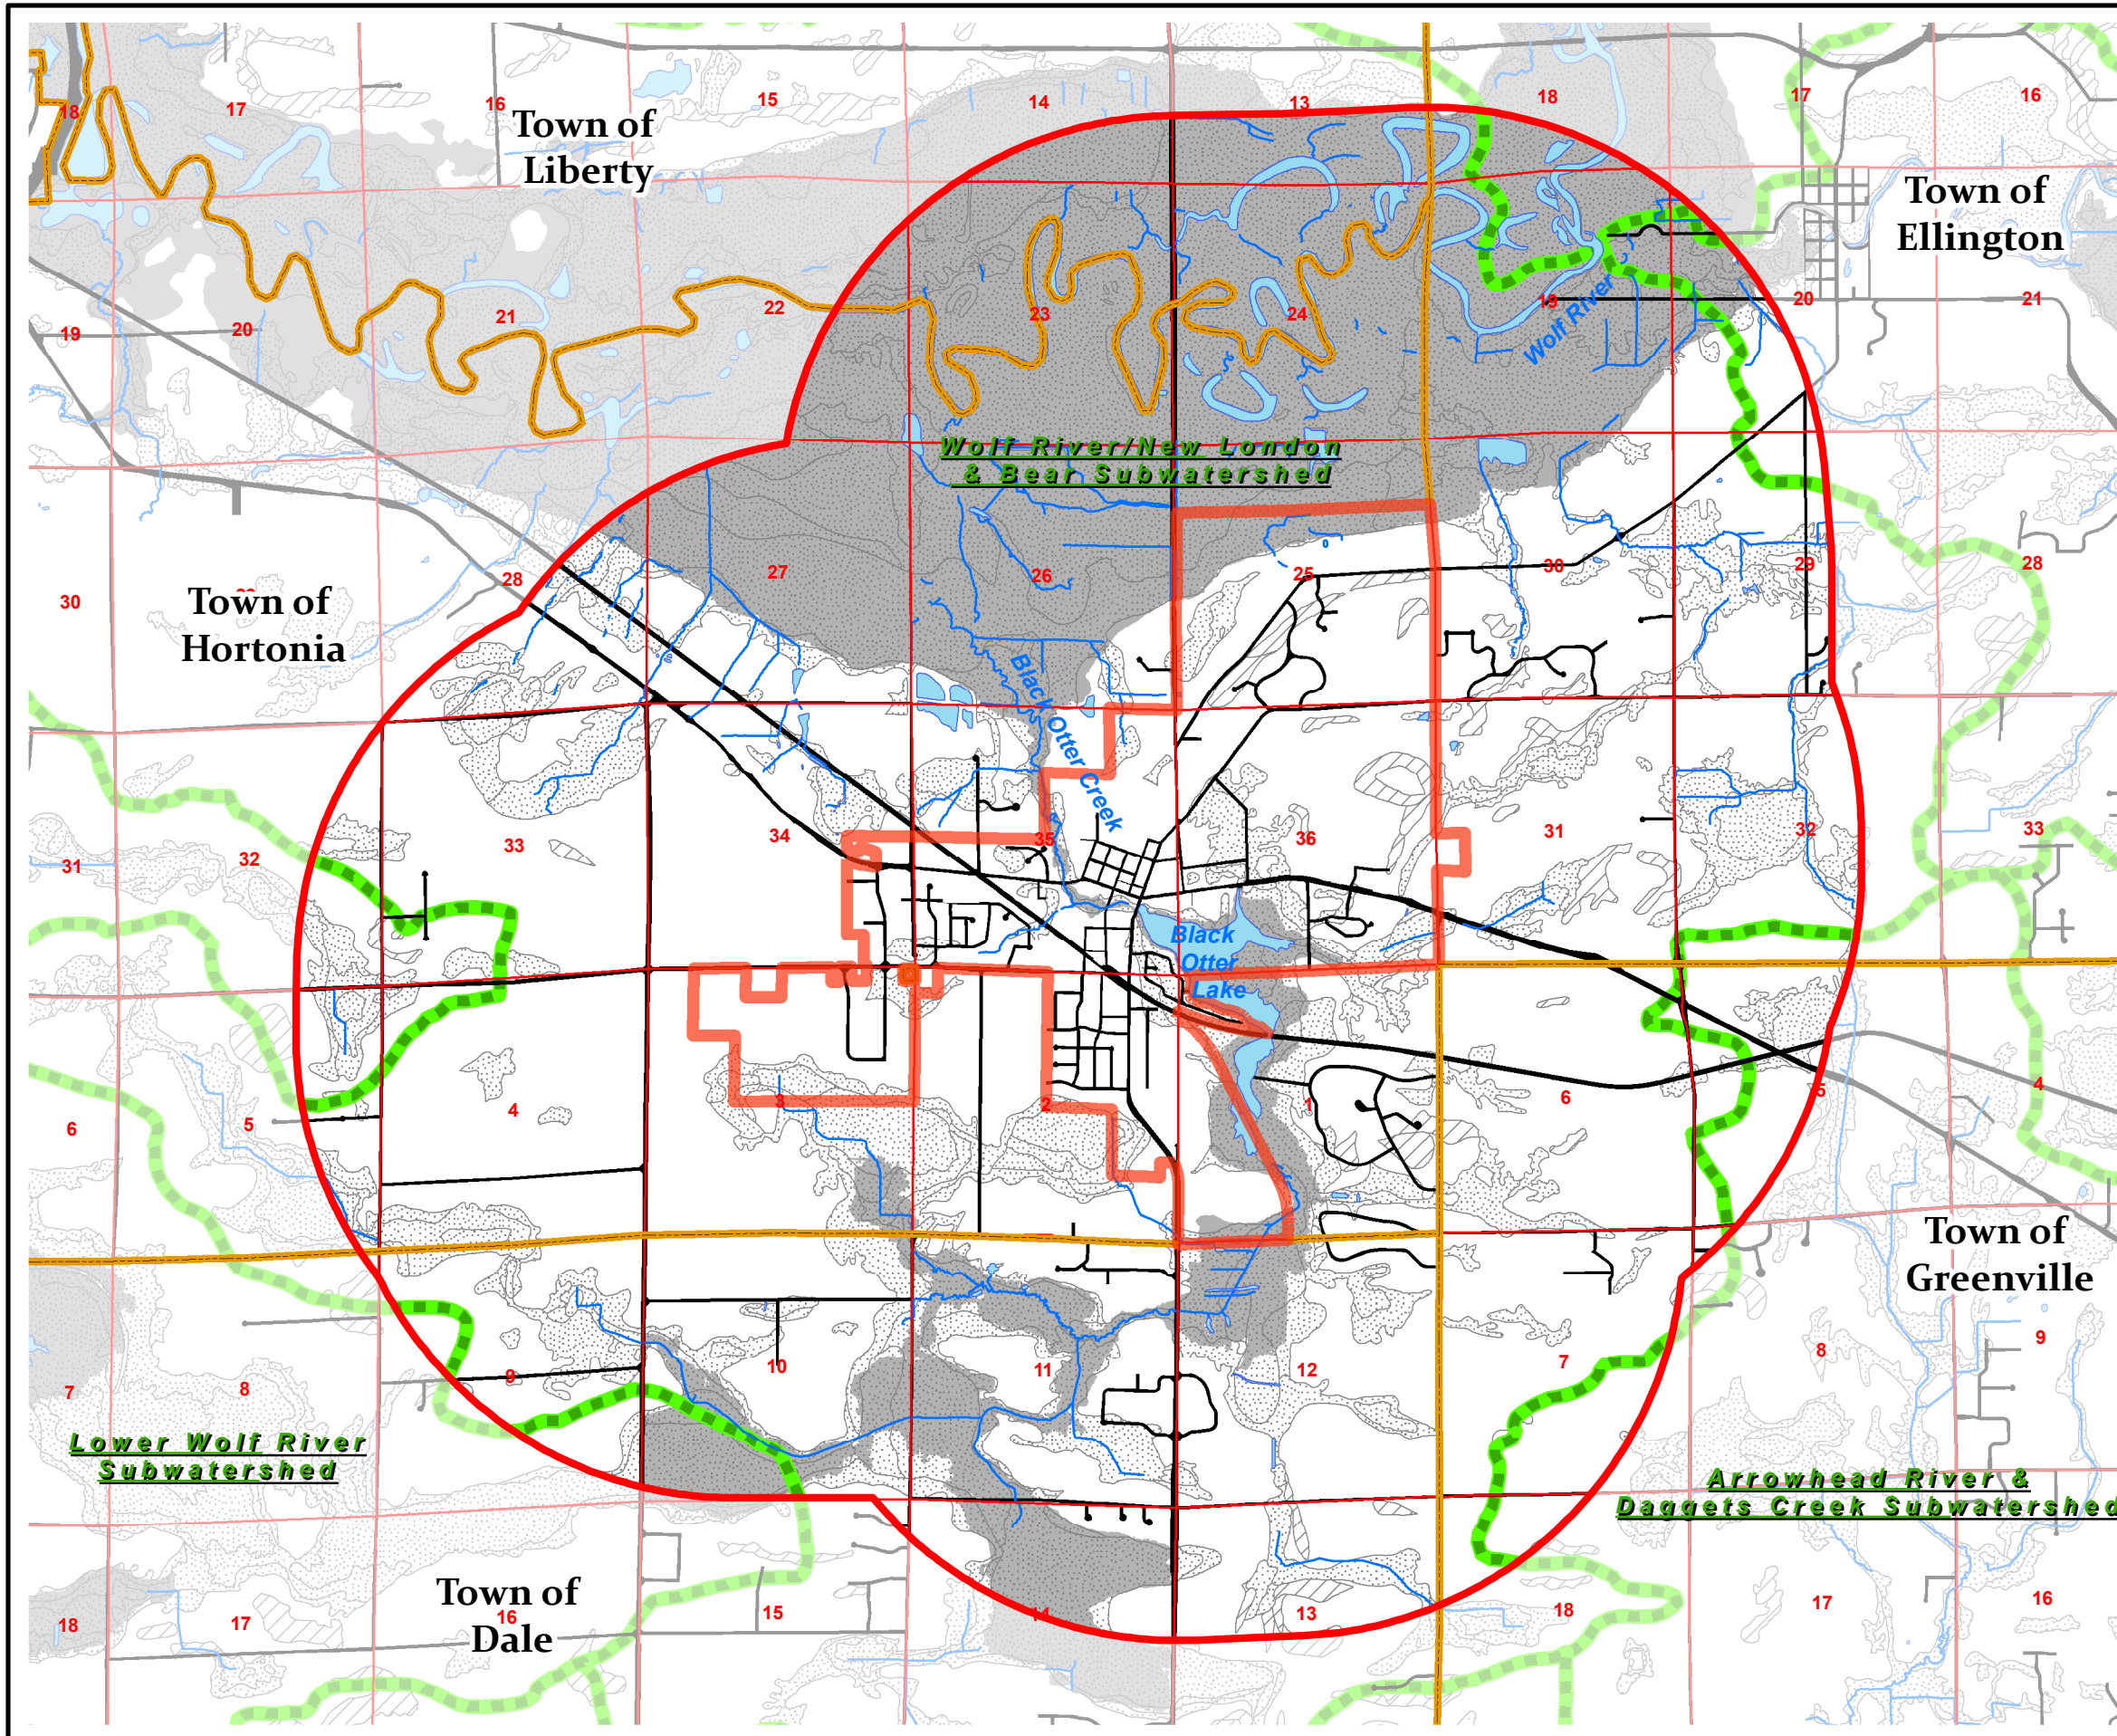 18
17
16
15
14
13
18
17
16
Town of
Liberty
Town of
Ellington
19
20
21
22
23
24
19
20
21
Wolf River
Wolf River/New London
& Bear Subwatershed
30
Town of
Hortonia
28
27
26
25
30
29
28
Black Otter Creek
31
32
33
34
35
36
31
32
33
Black
Otter
Lake
6
5
4
3
2
1
6
5
4
Town of
Greenville
7
8
9
10
11
12
7
8
9
Lower Wolf River
Subwatershed
Arrowhead River &
Daggets Creek Subwatershed
Town of
Dale
18
17
16
15
14
13
18
17
16